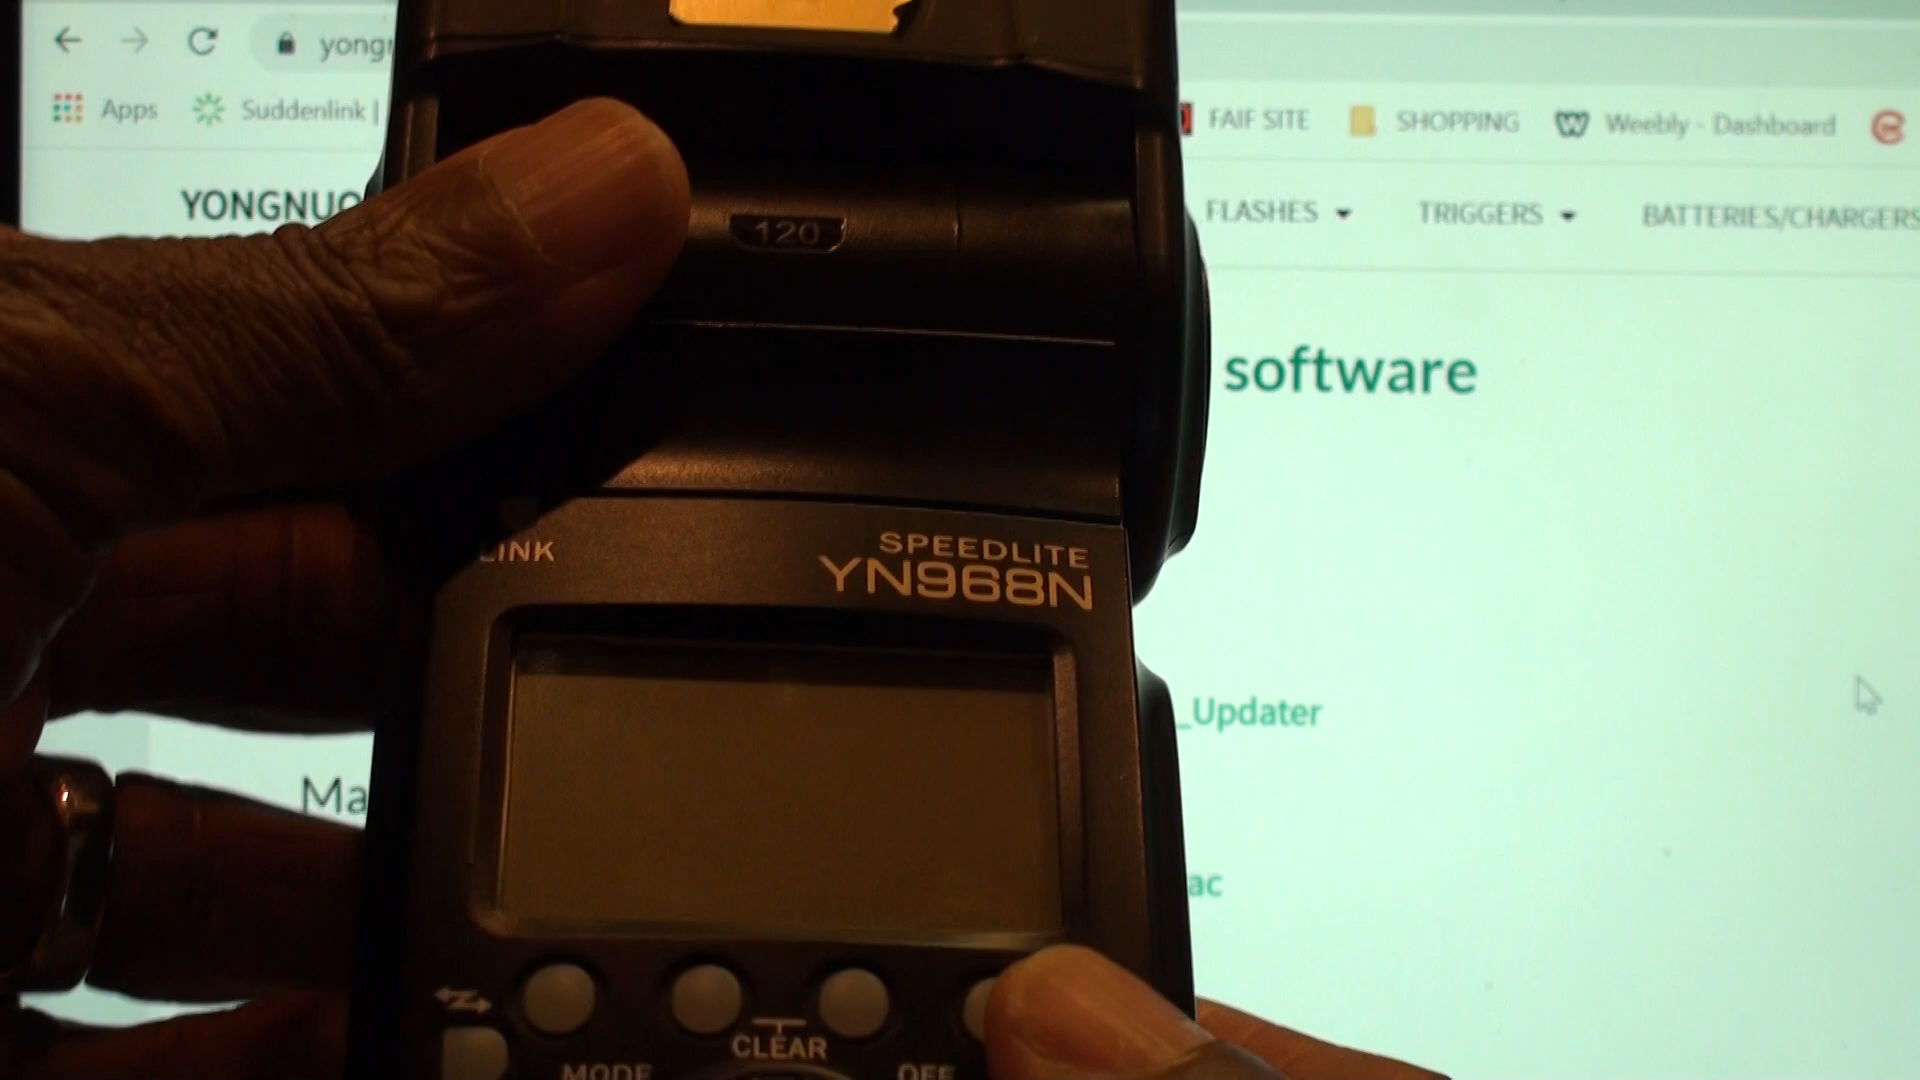 yongr
Apps
Suddenlink |
FAIF SITE
SHOPPING
Weebly - Dashboard
YONGNUO
FLASHES
TRIGGERS
BATTERIES/CHARGERS
120
software
LINK
SPEEDLITE
YN968N
_Updater
Ma
ac
CLEAR
MODE
OFF